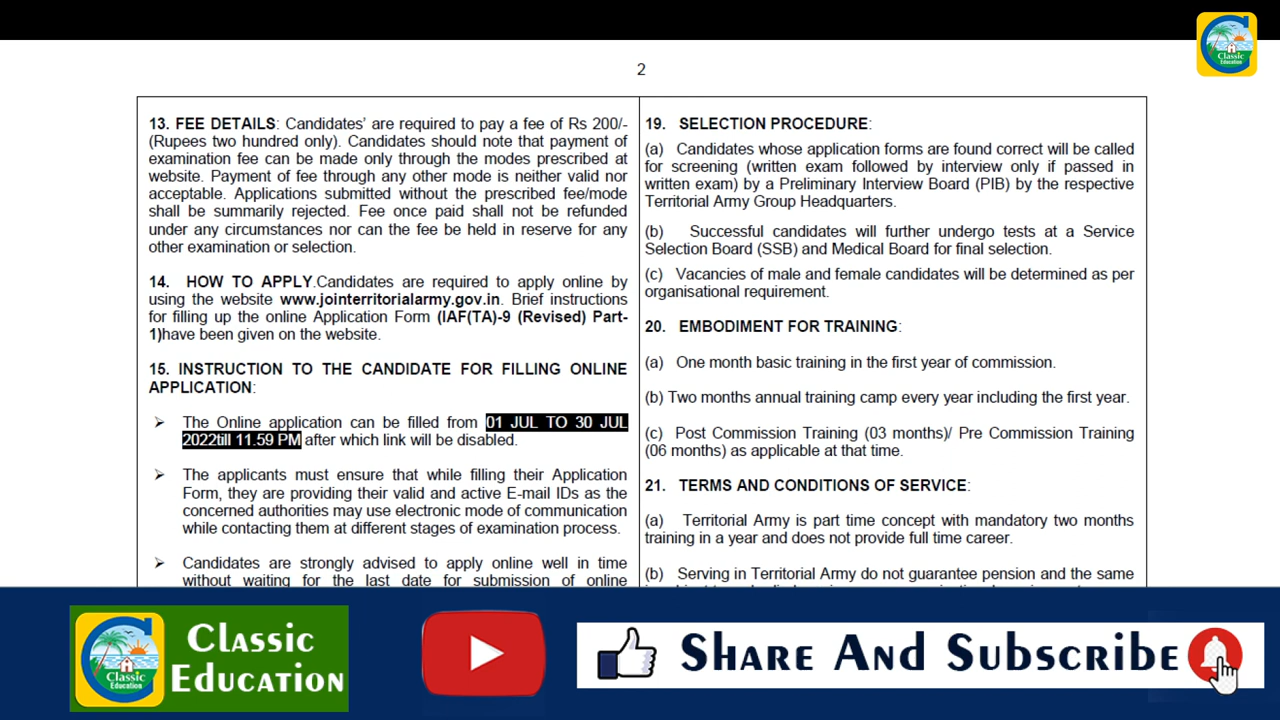 2
Classic
Education
13. FEE DETAILS: Candidates' are required to pay a fee of Rs 200/-
(Rupees two hundred only). Candidates should note that payment of
examination fee can be made only through the modes prescribed at
website. Payment of fee through any other mode is neither valid nor
acceptable. Applications submitted without the prescribed fee/mode
shall be summarily rejected. Fee once paid shall not be refunded
under any circumstances nor can the fee be held in reserve for any
other examination or selection.
14. HOW TO APPLY.Candidates are required to apply online by
using the website www.jointerritorialarmy.gov.in. Brief instructions
for filling up the online Application Form (IAF(TA)-9 (Revised) Part-
1)have been given on the website.
15. INSTRUCTION TO THE CANDIDATE FOR FILLING ONLINE
APPLICATION:
➢ The Online application can be filled from 01 JUL TO 30 JUL
2022till 11.59 PM after which link will be disabled.
➢ The applicants must ensure that while filling their Application
Form, they are providing their valid and active E-mail IDs as the
concerned authorities may use electronic mode of communication
while contacting them at different stages of examination process.
➢ Candidates are strongly advised to apply online well in time
without waiting for the last date for submission of online
19. SELECTION PROCEDURE:
(a) Candidates whose application forms are found correct will be called
for screening (written exam followed by interview only if passed in
written exam) by a Preliminary Interview Board (PIB) by the respective
Territorial Army Group Headquarters.
(b) Successful candidates will further undergo tests at a Service
Selection Board (SSB) and Medical Board for final selection.
(c) Vacancies of male and female candidates will be determined as per
organisational requirement.
20. EMBODIMENT FOR TRAINING:
(a) One month basic training in the first year of commission.
(b) Two months annual training camp every year including the first year.
(c) Post Commission Training (03 months)/ Pre Commission Training
(06 months) as applicable at that time.
21. TERMS AND CONDITIONS OF SERVICE:
(a) Territorial Army is part time concept with mandatory two months
training in a year and does not provide full time career.
(b) Serving in Territorial Army do not guarantee pension and the same
Classic
Education
Classic
Education
Share And Subscribe